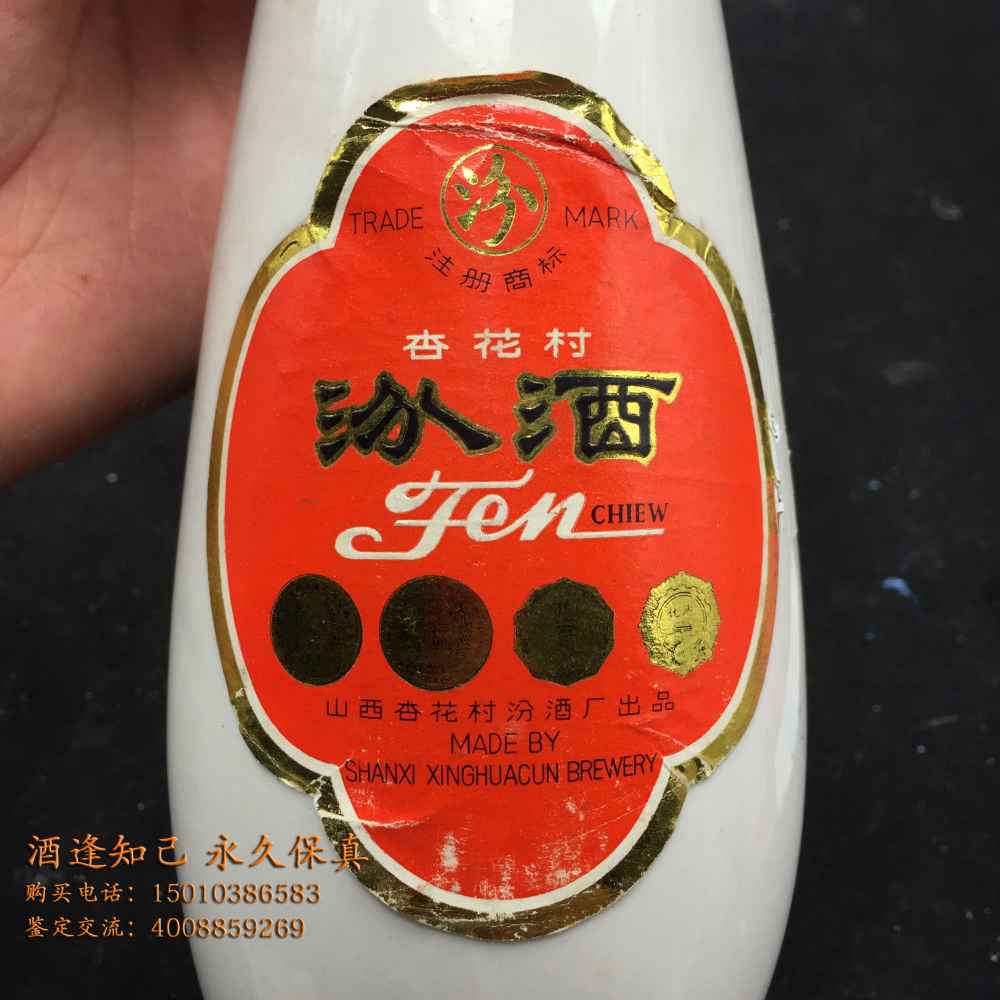 汾
TRADE MARK
注册商标
杏花村
汾酒
Fen CHIEW
山西杏花村汾酒厂出品
MADE BY
SHANXI XINGHUACUN BREWERY
酒逢知己 永久保真
购买电话：15010386583
鉴定交流：4008859269